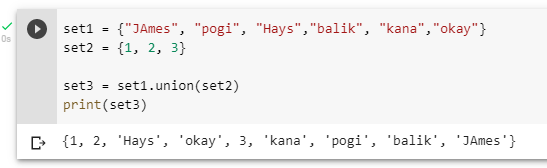 set1 = {"JAmes", "pogi", "Hays","balik", "kana","okay"}
0s
set2 = {1, 2, 3}
set3 = set1.union(set2)
print(set3)
{1, 2, 'Hays', 'okay', 3, 'kana', 'pogi', 'balik', 'JAmes'}